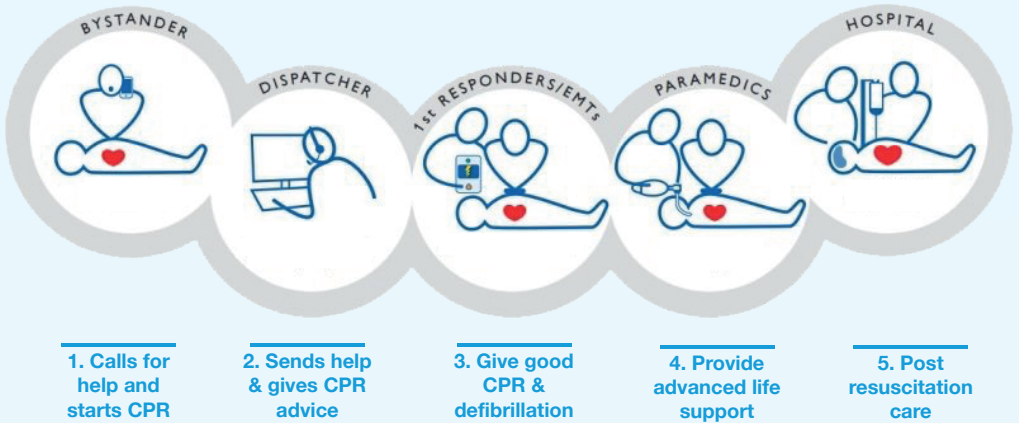 BYSTANDER
DISPATCHER
1st RESPONDERS/EMTs
PARAMEDICS
HOSPITAL
1. Calls for
help and
starts CPR
2. Sends help
& gives CPR
advice
3. Give good
CPR &
defibrillation
4. Provide
advanced life
support
5. Post
resuscitation
care